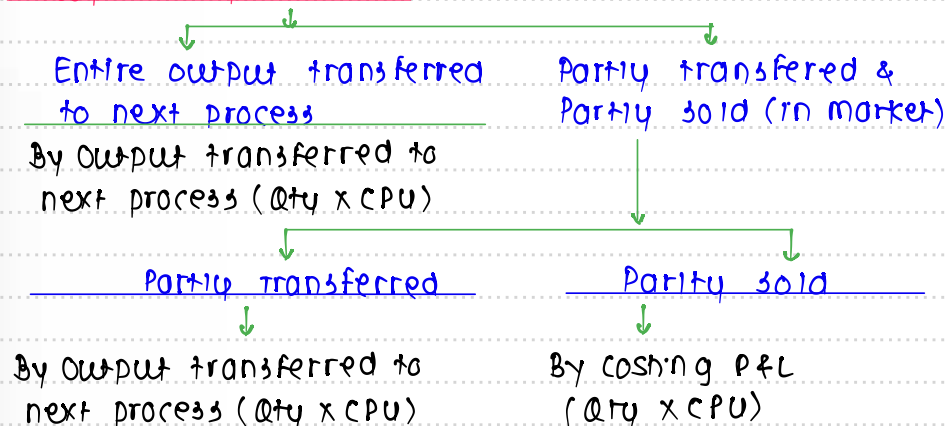 Entire output transferred
to next process
Partly transfered &
Partly sold (in market)
By output transferred to
next process (Qty x CPU)
Partly Transferred
Parlty sold
By output transferred to
next process (Qty x CPU)
By costing P&L
(Qty x CPU)